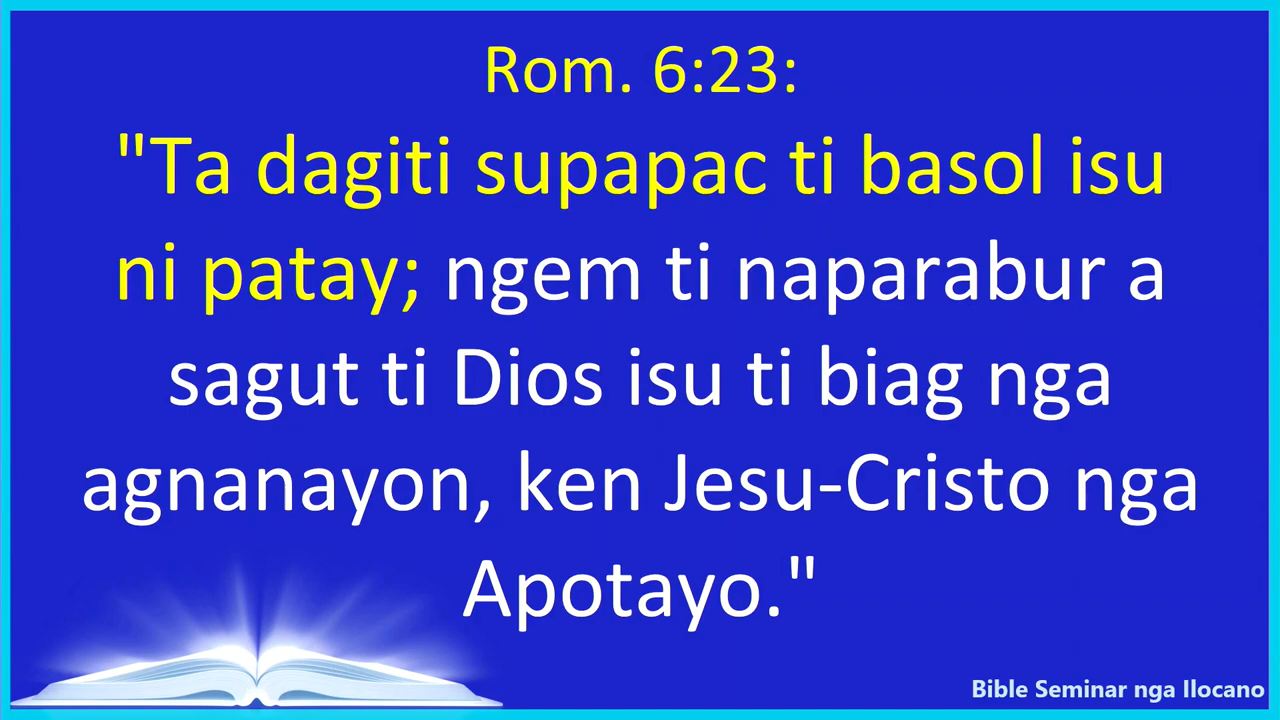 Rom. 6:23:
"Ta dagiti supapac ti basol isu
ni patay; ngem ti naparabur a
sagut ti Dios isu ti biag nga
agnanayon, ken Jesu-Cristo nga
Apotayo."
Bible Seminar nga Ilocano